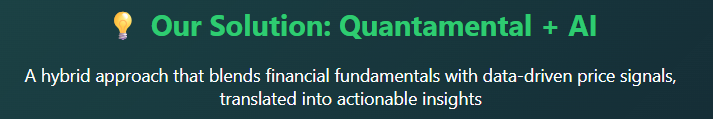 💡 Our Solution: Quantamental + AI
A hybrid approach that blends financial fundamentals with data-driven price signals,
translated into actionable insights